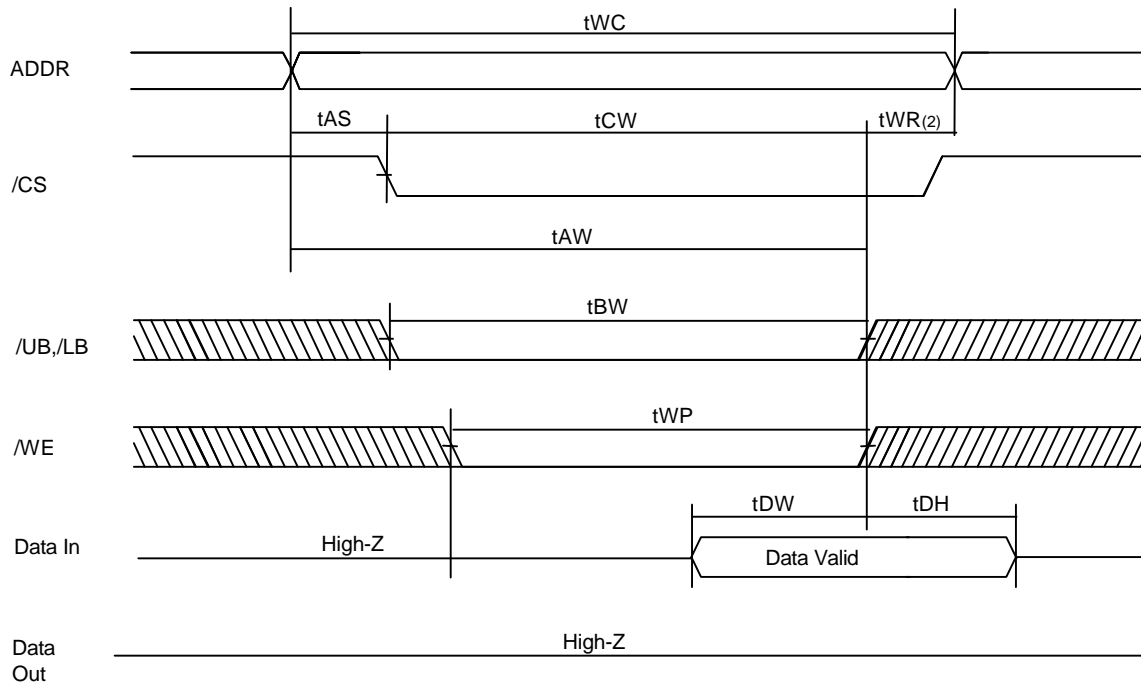 tWC
ADDR
tAS
tCW
tWR(2)
/CS
tAW
tBW
/UB,/LB
tWP
/WE
tDW
tDH
Data In
High-Z
Data Valid
High-Z
Data
Out